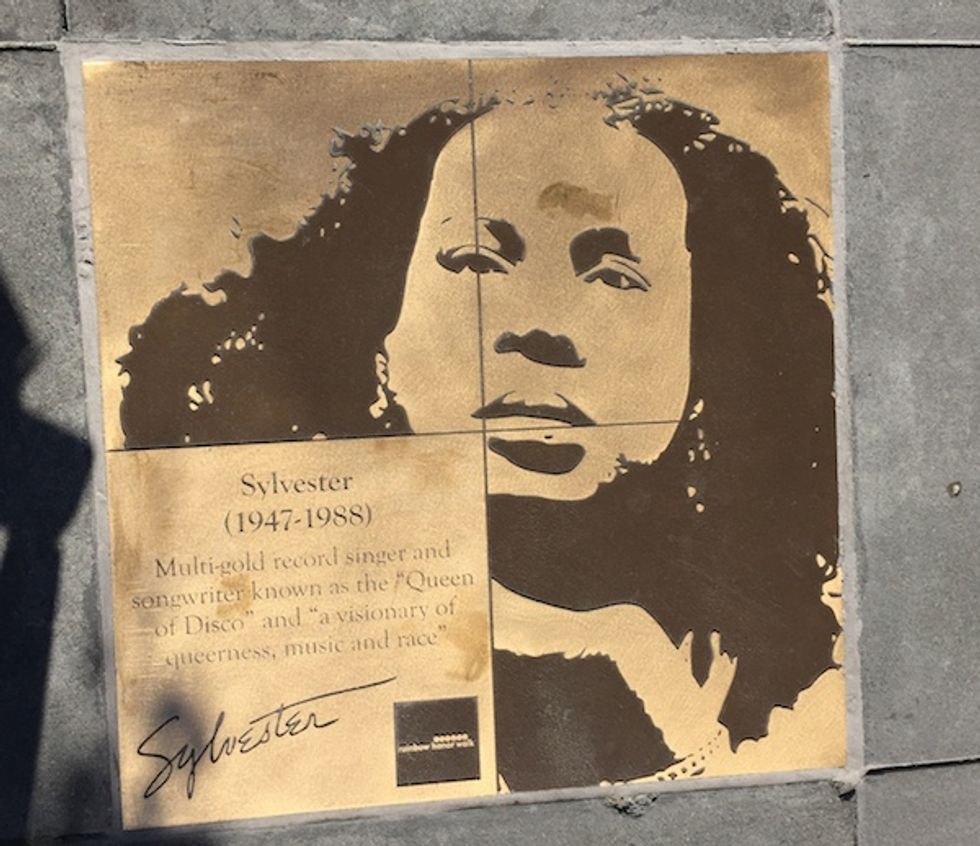 Sylvester
(1947-1988)
Multi-gold record singer and
songwriter known as the "Queen
of Disco" and "a visionary of
queerness, music and race"
Sylvester
rainbow honor walk